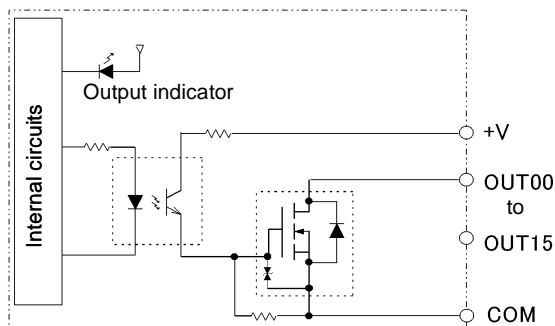 Output indicator
Internal circuits
+V
OUT00
to
OUT15
COM